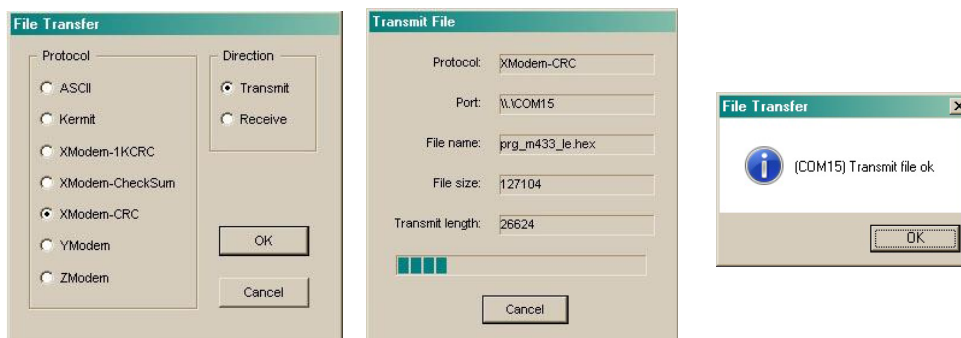 File Transfer
Protocol
ASCII
Kermit
XModem-1KCRC
XModem-CheckSum
XModem-CRC
YModem
ZModem
Direction
Transmit
Receive
OK
Cancel
Transmit File
Protocol: XModem-CRC
Port: \\.\COM15
File name: prg_m433_le.hex
File size: 127104
Transmit length: 26624
Cancel
File Transfer
(COM15) Transmit file ok
OK